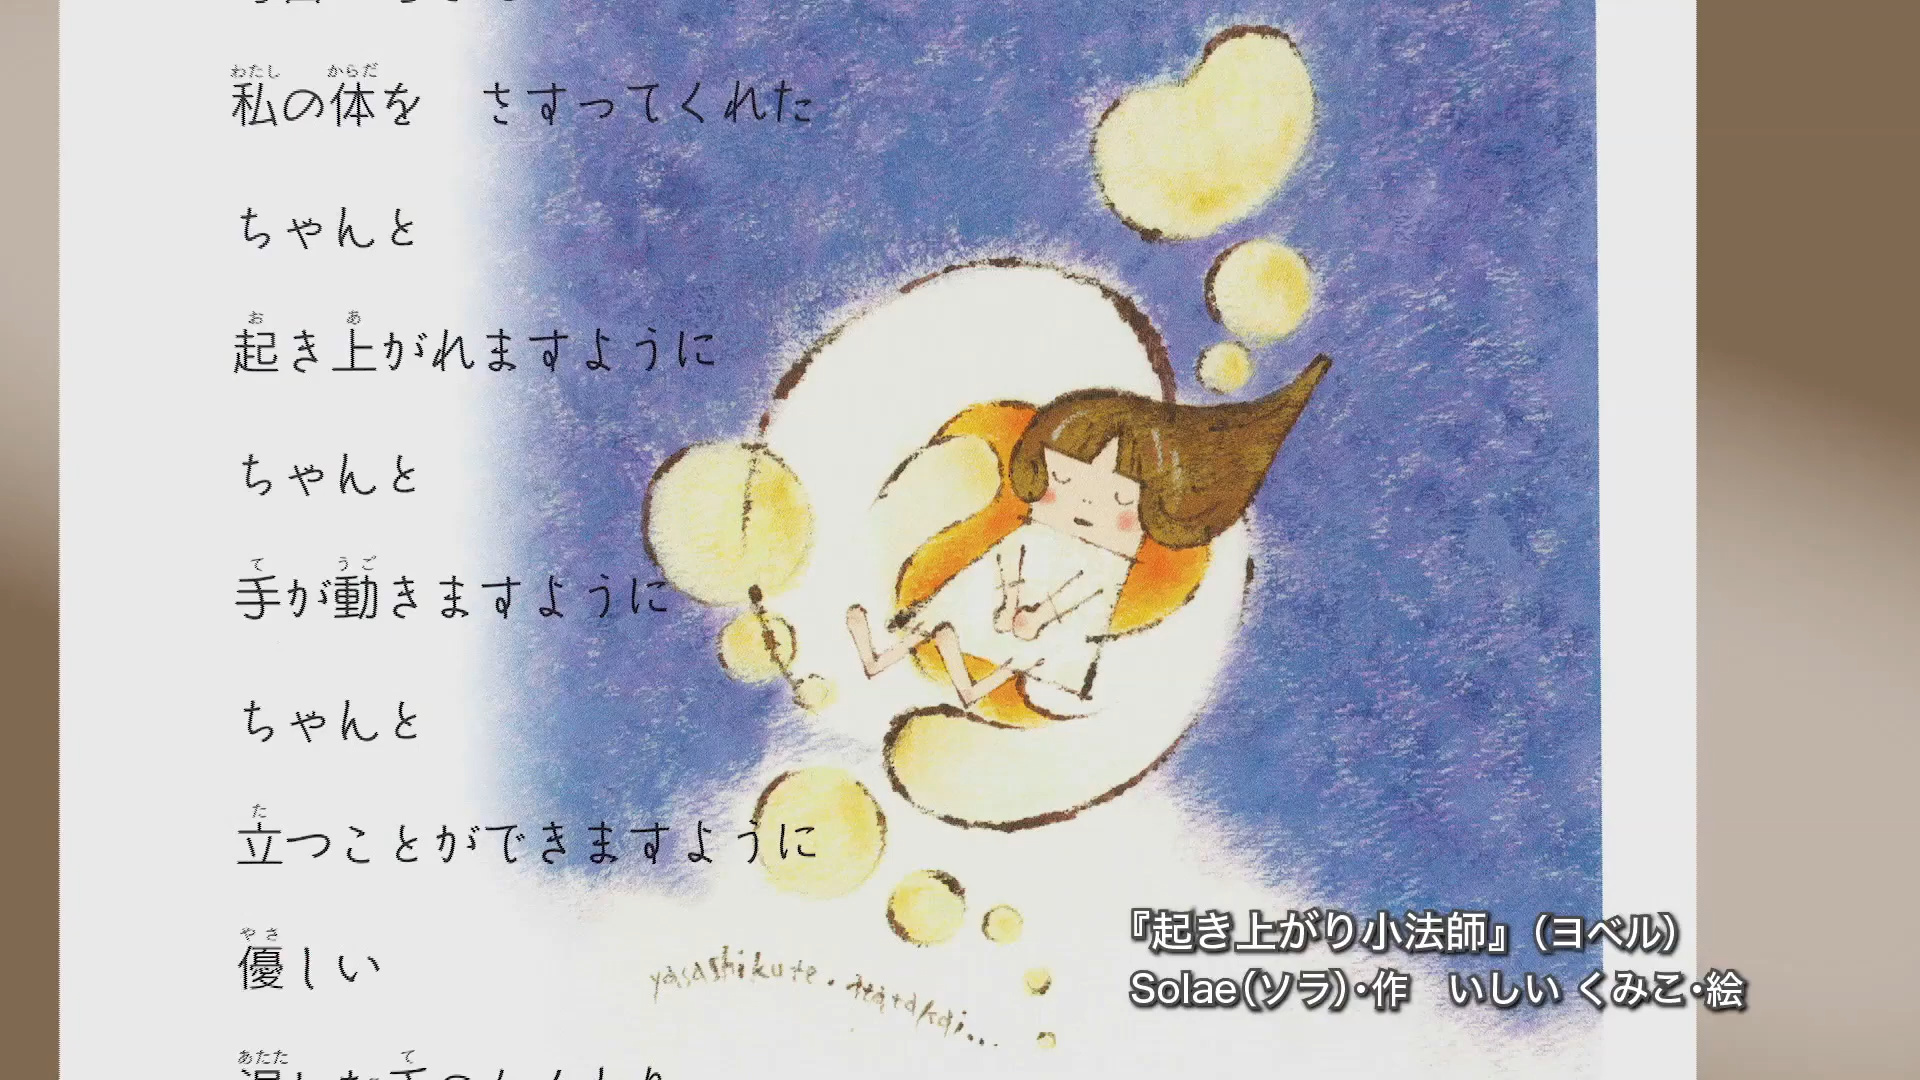 私の体を　さすってくれた
ちゃんと
起き上がれますように
ちゃんと
手が動きますように
ちゃんと
立つことができますように
優しい
yasashikute・atatakai...
『起き上がり小法師』（ヨベル）
Solae（ソラ）・作　いしい くみこ・絵